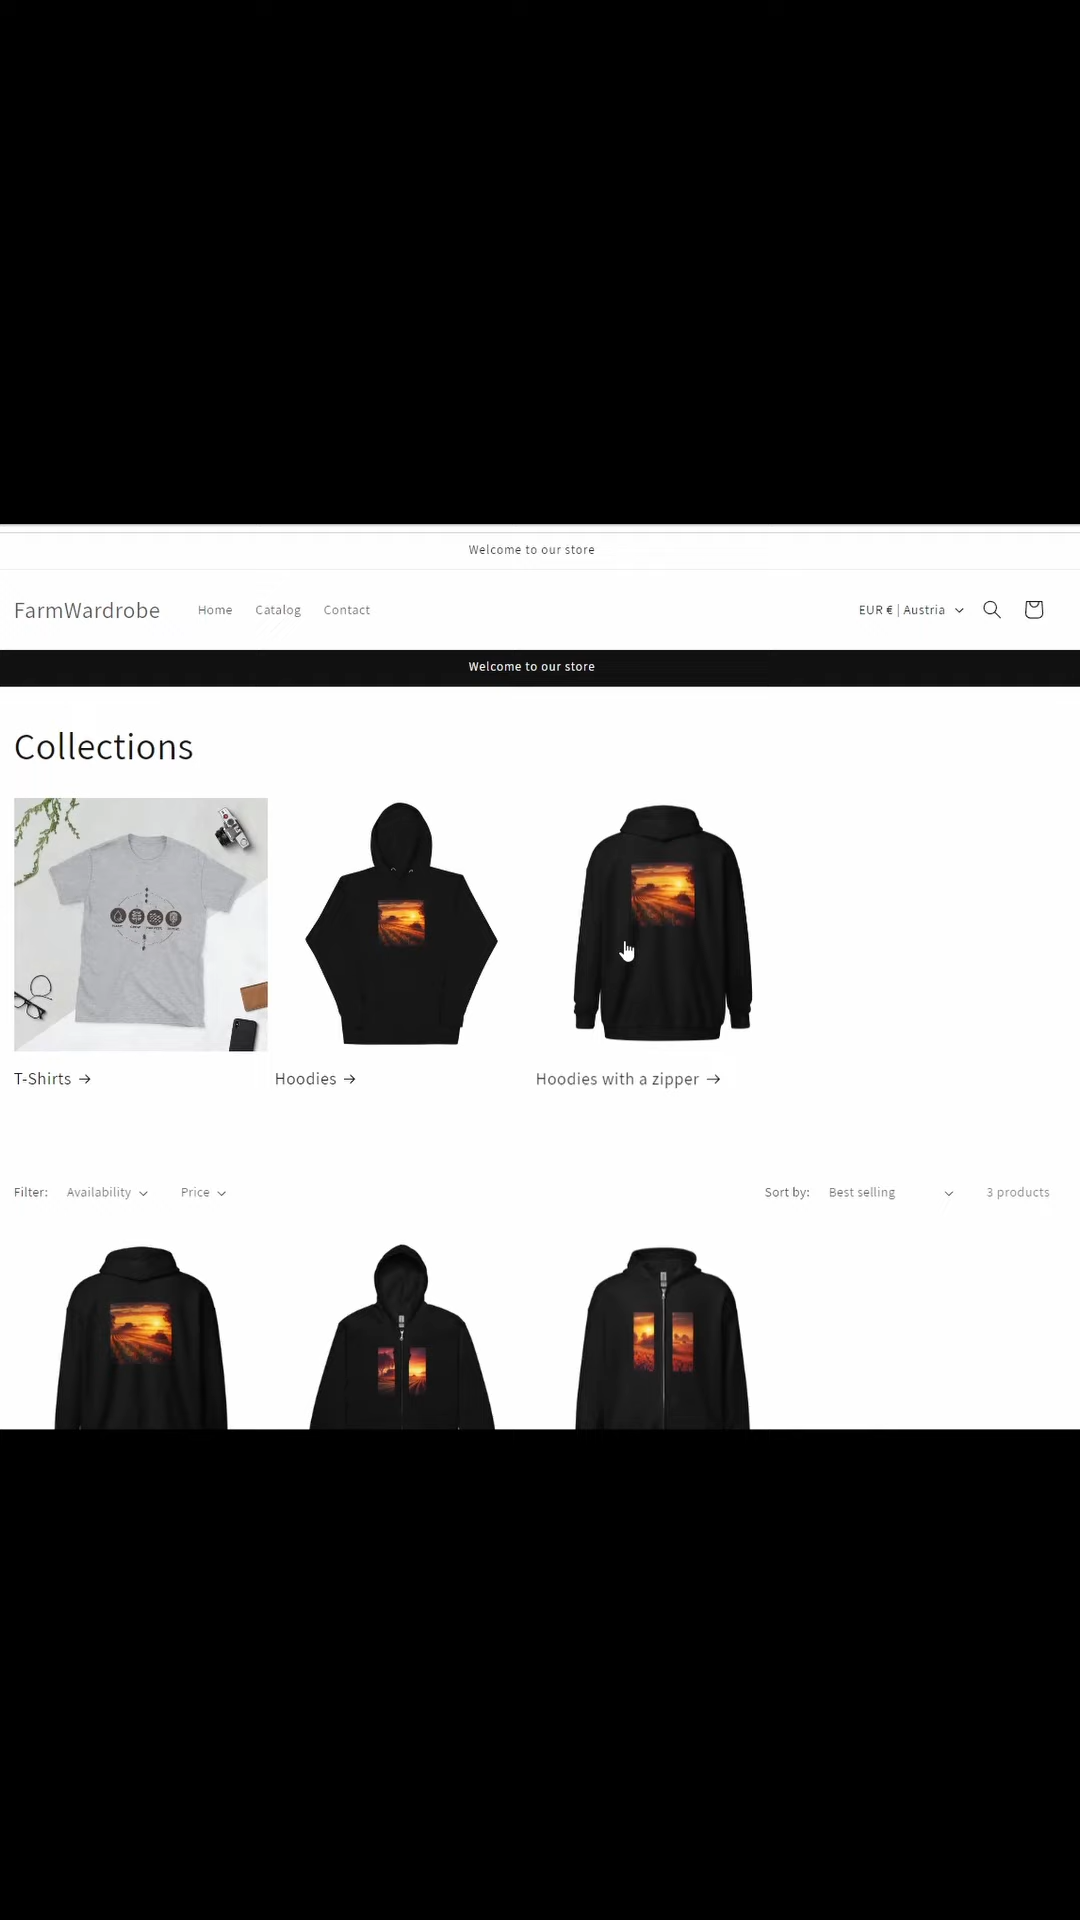 Welcome to our store
FarmWardrobe Home Catalog Contact EUR € | Austria
Welcome to our store
Collections
T-Shirts →
Hoodies →
Hoodies with a zipper →
Filter: Availability Price Sort by: Best selling 3 products